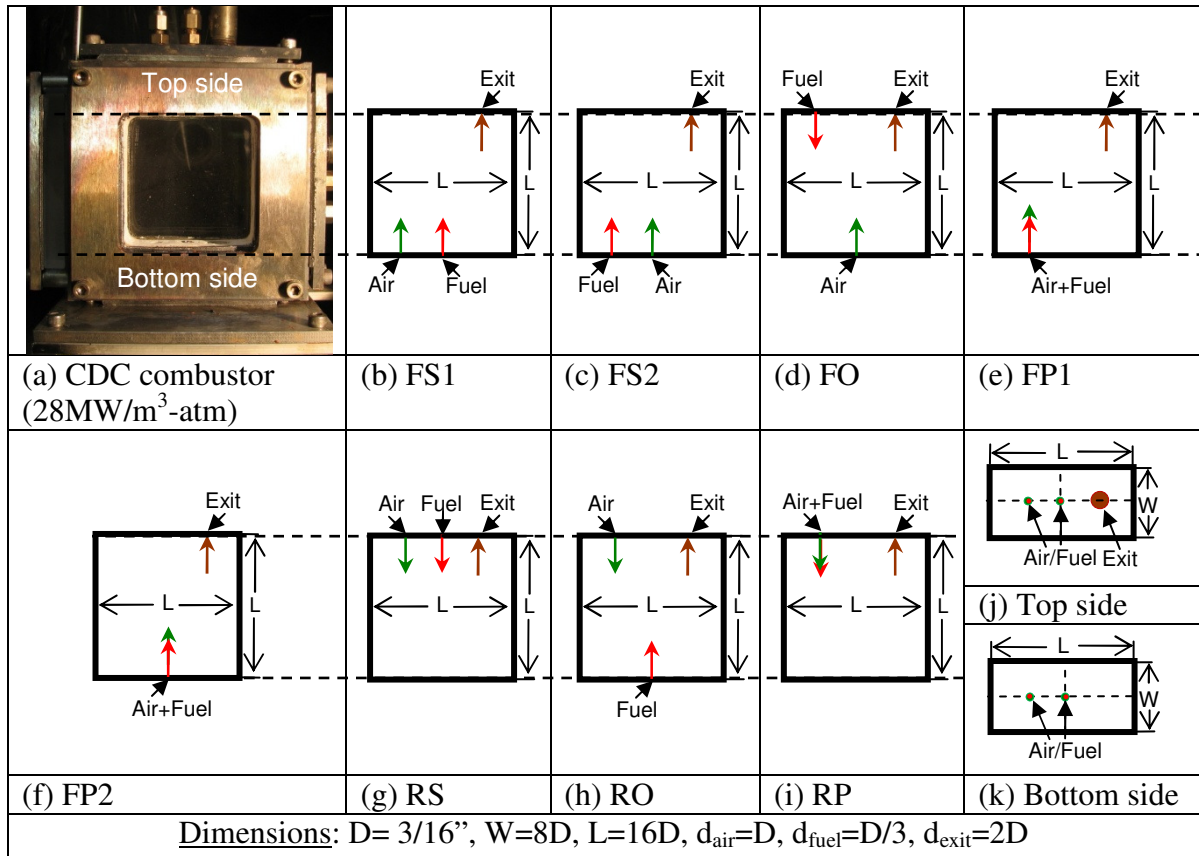 Top side
Bottom side
Exit
L
L
Air
Fuel
(a) CDC combustor
(28MW/m³-atm)
(b) FS1
Exit
L
L
Fuel
Air
(c) FS2
Fuel
Exit
L
L
Air
(d) FO
Exit
L
L
Air+Fuel
(e) FP1
Exit
L
L
Air+Fuel
(f) FP2
Air
Fuel
Exit
L
L
(g) RS
Air
Exit
L
L
Fuel
(h) RO
Air+Fuel
Exit
L
L
(i) RP
L
W
Air/Fuel
Exit
(j) Top side
L
W
Air/Fuel
(k) Bottom side
Dimensions: D= 3/16”, W=8D, L=16D, dair=D, dfuel=D/3, dexit=2D